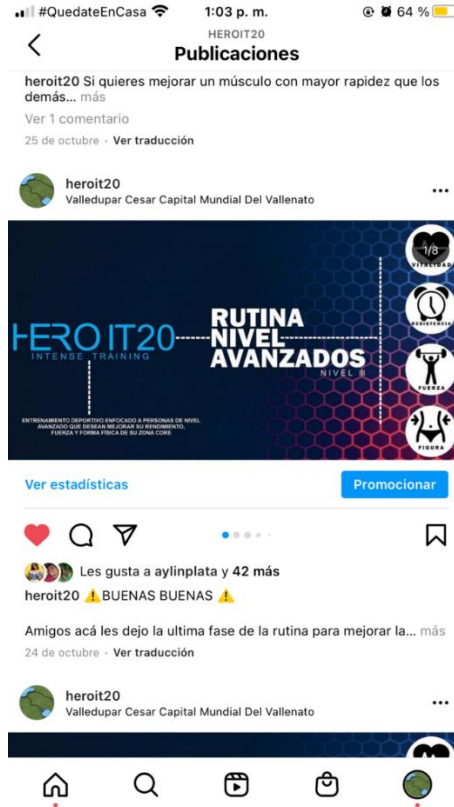 #QuedateEnCasa 1:03 p. m. 64 %
HEROIT20
Publicaciones
heroit20 Si quieres mejorar un músculo con mayor rapidez que los
demás... más
Ver 1 comentario
25 de octubre · Ver traducción
heroit20
Valledupar Cesar Capital Mundial Del Vallenato
1/8
VITALIDAD
HERO IT20
INTENSE TRAINING
RUTINA
NIVEL
AVANZADOS
NIVEL III
RESISTENCIA
FUERZA
FIGURA
ENTRENAMIENTO DEPORTIVO ENFOCADO A PERSONAS DE NIVEL
AVANZADO QUE DESEAN MEJORAR SU RENDIMIENTO,
FUERZA Y FORMA FÍSICA DE SU ZONA CORE
Ver estadísticas
Promocionar
Les gusta a aylinplata y 42 más
heroit20 ⚠️BUENAS BUENAS ⚠️
Amigos acá les dejo la ultima fase de la rutina para mejorar la... más
24 de octubre · Ver traducción
heroit20
Valledupar Cesar Capital Mundial Del Vallenato